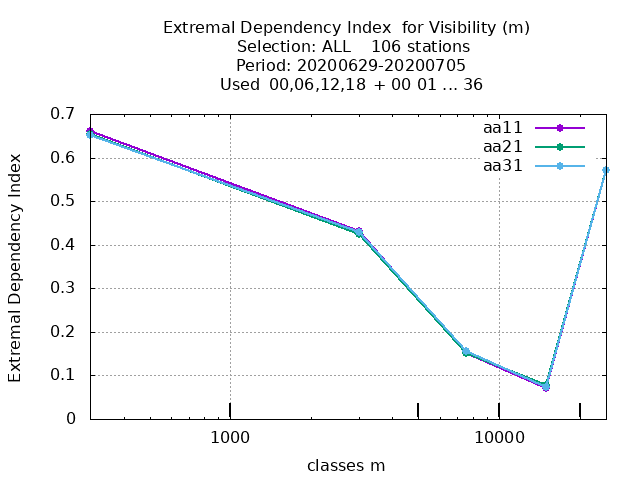 Extremal Dependency Index  for Visibility (m)
Selection: ALL    106 stations
Period: 20200629-20200705
Used  00,06,12,18  + 00 01 ... 36
0.7
0.6
0.5
0.4
0.3
0.2
0.1
0
Extremal Dependency Index
aa11
aa21
aa31
1000
10000
classes m